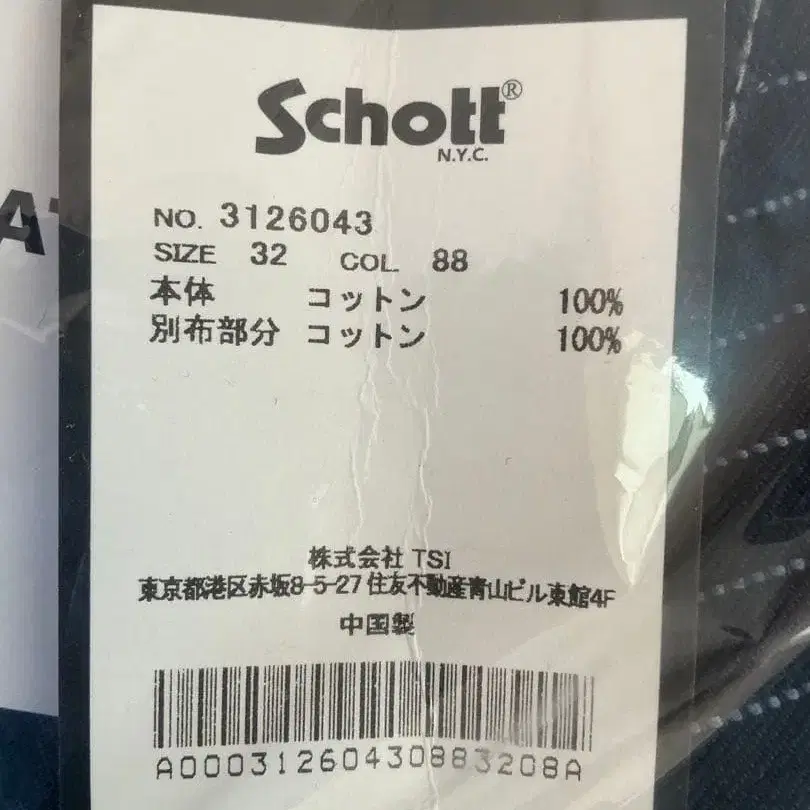 Schott®
N.Y.C.
NO. 3126043
SIZE 32 COL 88
本体 コットン 100%
別布部分 コットン 100%
株式会社 TSI
東京都港区赤坂8-5-27 住友不動産青山ビル東館4F
中国製
A000312604308832 08A